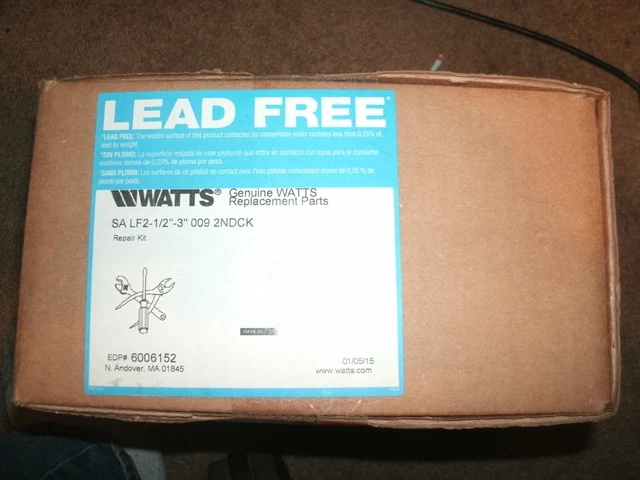 LEAD FREE*
*LEAD FREE: The wetted surface of this product contacted by consumable water contains less than 0.25% of
lead by weight.
*SIN PLOMO: La superficie mojada de este producto que entra en contacto con agua para el consumo
contiene menos de 0,25% de plomo por peso.
*SANS PLOMB: Les surfaces de ce produit en contact avec l'eau potable contiennent moins de 0,25 % de
plomb par poids.
WATTS® Genuine WATTS
Replacement Parts
SA LF2-1/2"-3" 009 2NDCK
Repair Kit
EDP# 6006152
N. Andover, MA 01845
01/05/15
www.watts.com